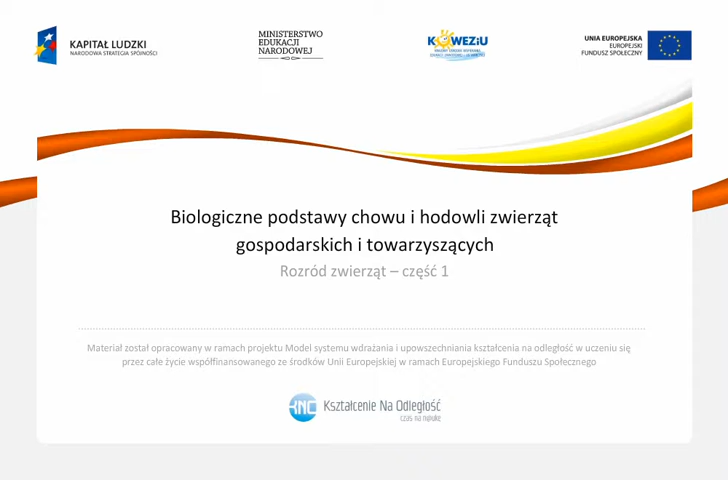 KAPITAŁ LUDZKI
NARODOWA STRATEGIA SPÓJNOŚCI
MINISTERSTWO
EDUKACJI
NARODOWEJ
KOWEZiU
UNIA EUROPEJSKA
EUROPEJSKI
FUNDUSZ SPOŁECZNY
Biologiczne podstawy chowu i hodowli zwierząt
gospodarskich i towarzyszących
Rozród zwierząt – część 1
Materiał został opracowany w ramach projektu Model systemu wdrażania i upowszechniania kształcenia na odległość w uczeniu się
przez całe życie współfinansowanego ze środków Unii Europejskiej w ramach Europejskiego Funduszu Społecznego
KNO Kształcenie Na Odległość
czas na naukę